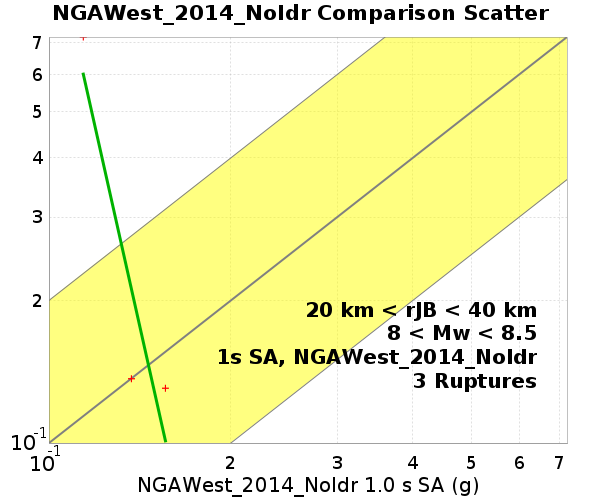 NGAWest_2014_NoIdr Comparison Scatter
7
6
5
4
3
2
10-1
20 km < rJB < 40 km
8 < Mw < 8.5
1s SA, NGAWest_2014_NoIdr
3 Ruptures
10-1 2 3 4 5 6 7
NGAWest_2014_NoIdr 1.0 s SA (g)